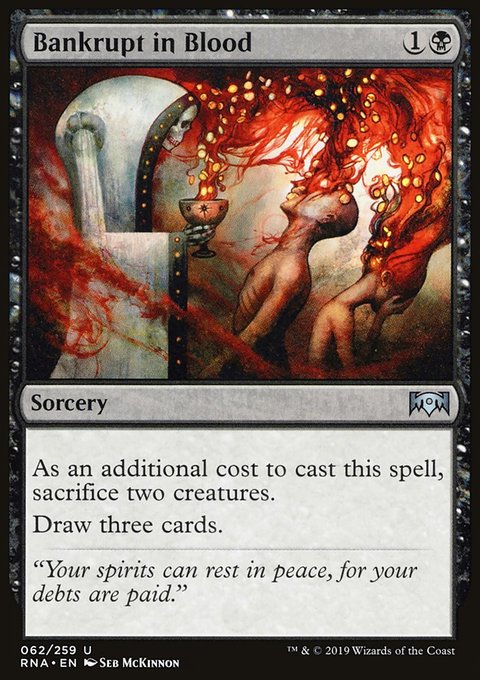 Bankrupt in Blood 1
Sorcery
As an additional cost to cast this spell,
sacrifice two creatures.
Draw three cards.
“Your spirits can rest in peace, for your
debts are paid.”
062/259 U
RNA • EN Seb McKinnon
™ & © 2019 Wizards of the Coast